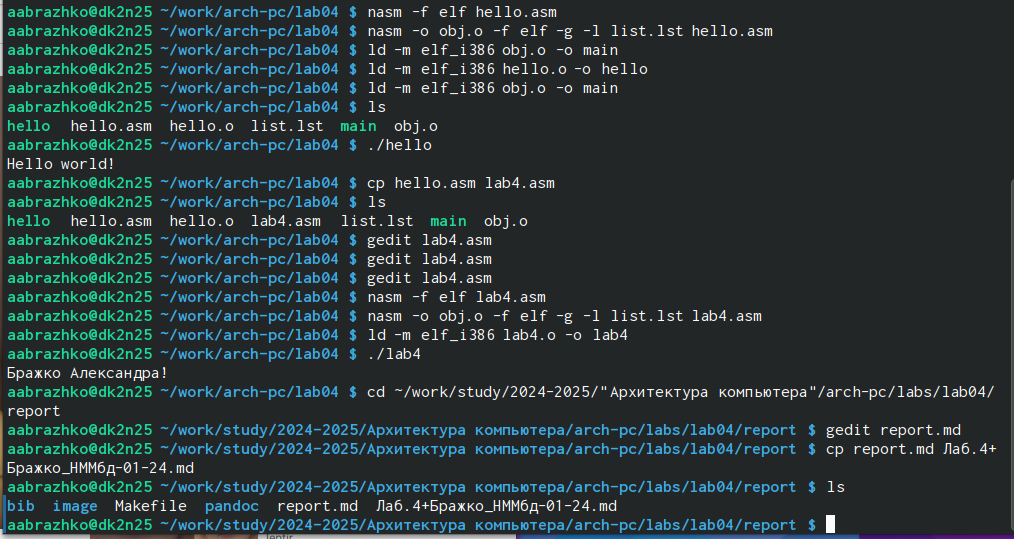 aabrazhko@dk2n25 ~/work/arch-pc/lab04 $ nasm -f elf hello.asm
aabrazhko@dk2n25 ~/work/arch-pc/lab04 $ nasm -o obj.o -f elf -g -l list.lst hello.asm
aabrazhko@dk2n25 ~/work/arch-pc/lab04 $ ld -m elf_i386 obj.o -o main
aabrazhko@dk2n25 ~/work/arch-pc/lab04 $ ld -m elf_i386 hello.o -o hello
aabrazhko@dk2n25 ~/work/arch-pc/lab04 $ ld -m elf_i386 obj.o -o main
aabrazhko@dk2n25 ~/work/arch-pc/lab04 $ ls
hello  hello.asm  hello.o  list.lst  main  obj.o
aabrazhko@dk2n25 ~/work/arch-pc/lab04 $ ./hello
Hello world!
aabrazhko@dk2n25 ~/work/arch-pc/lab04 $ cp hello.asm lab4.asm
aabrazhko@dk2n25 ~/work/arch-pc/lab04 $ ls
hello  hello.asm  hello.o  lab4.asm  list.lst  main  obj.o
aabrazhko@dk2n25 ~/work/arch-pc/lab04 $ gedit lab4.asm
aabrazhko@dk2n25 ~/work/arch-pc/lab04 $ gedit lab4.asm
aabrazhko@dk2n25 ~/work/arch-pc/lab04 $ gedit lab4.asm
aabrazhko@dk2n25 ~/work/arch-pc/lab04 $ nasm -f elf lab4.asm
aabrazhko@dk2n25 ~/work/arch-pc/lab04 $ nasm -o obj.o -f elf -g -l list.lst lab4.asm
aabrazhko@dk2n25 ~/work/arch-pc/lab04 $ ld -m elf_i386 lab4.o -o lab4
aabrazhko@dk2n25 ~/work/arch-pc/lab04 $ ./lab4
Бражко Александра!
aabrazhko@dk2n25 ~/work/arch-pc/lab04 $ cd ~/work/study/2024-2025/"Архитектура компьютера"/arch-pc/labs/lab04/
report
aabrazhko@dk2n25 ~/work/study/2024-2025/Архитектура компьютера/arch-pc/labs/lab04/report $ gedit report.md
aabrazhko@dk2n25 ~/work/study/2024-2025/Архитектура компьютера/arch-pc/labs/lab04/report $ cp report.md Ла6.4+
Бражко_НММбд-01-24.md
aabrazhko@dk2n25 ~/work/study/2024-2025/Архитектура компьютера/arch-pc/labs/lab04/report $ ls
bib  image  Makefile  pandoc  report.md  Ла6.4+Бражко_НММбд-01-24.md
aabrazhko@dk2n25 ~/work/study/2024-2025/Архитектура компьютера/arch-pc/labs/lab04/report $